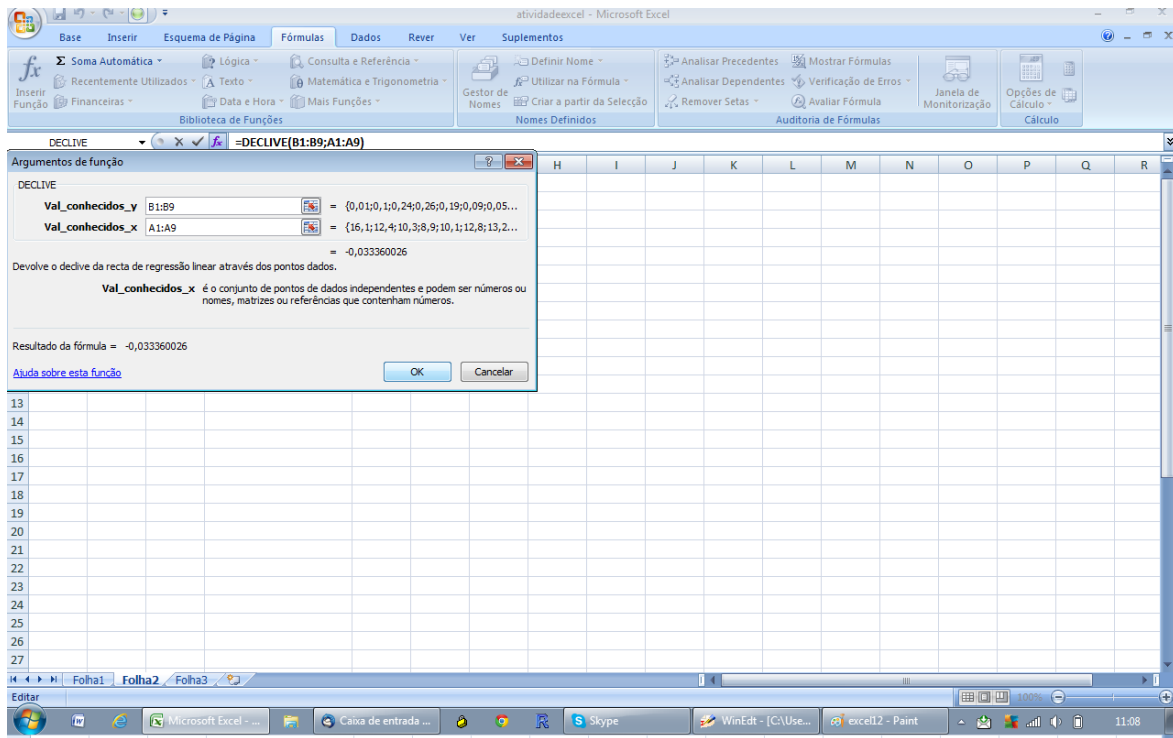 atividadeexcel - Microsoft Excel
Base Inserir Esquema de Página Fórmulas Dados Rever Ver Suplementos
Inserir Função
Σ Soma Automática
Recentemente Utilizados
Financeiras
Lógica
Texto
Data e Hora
Consulta e Referência
Matemática e Trigonometria
Mais Funções
Biblioteca de Funções
Gestor de Nomes
Definir Nome
Utilizar na Fórmula
Criar a partir da Selecção
Nomes Definidos
Analisar Precedentes
Analisar Dependentes
Remover Setas
Mostrar Fórmulas
Verificação de Erros
Avaliar Fórmula
Janela de Monitorização
Auditoria de Fórmulas
Opções de Cálculo
Cálculo
DECLIVE fx =DECLIVE(B1:B9;A1:A9)
H I J K L M N O P Q R
Argumentos de função
DECLIVE
Val_conhecidos_y B1:B9 = {0,01;0,1;0,24;0,26;0,19;0,09;0,05...
Val_conhecidos_x A1:A9 = {16,1;12,4;10,3;8,9;10,1;12,8;13,2...
= -0,033360026
Devolve o declive da recta de regressão linear através dos pontos dados.
Val_conhecidos_x é o conjunto de pontos de dados independentes e podem ser números ou
nomes, matrizes ou referências que contenham números.
Resultado da fórmula = -0,033360026
Ajuda sobre esta função OK Cancelar
13
14
15
16
17
18
19
20
21
22
23
24
25
26
27
Folha1 Folha2 Folha3
Editar 100%
Microsoft Excel - ... Caixa de entrada ... Skype WinEdt - [C:\Use... excel12 - Paint 11:08